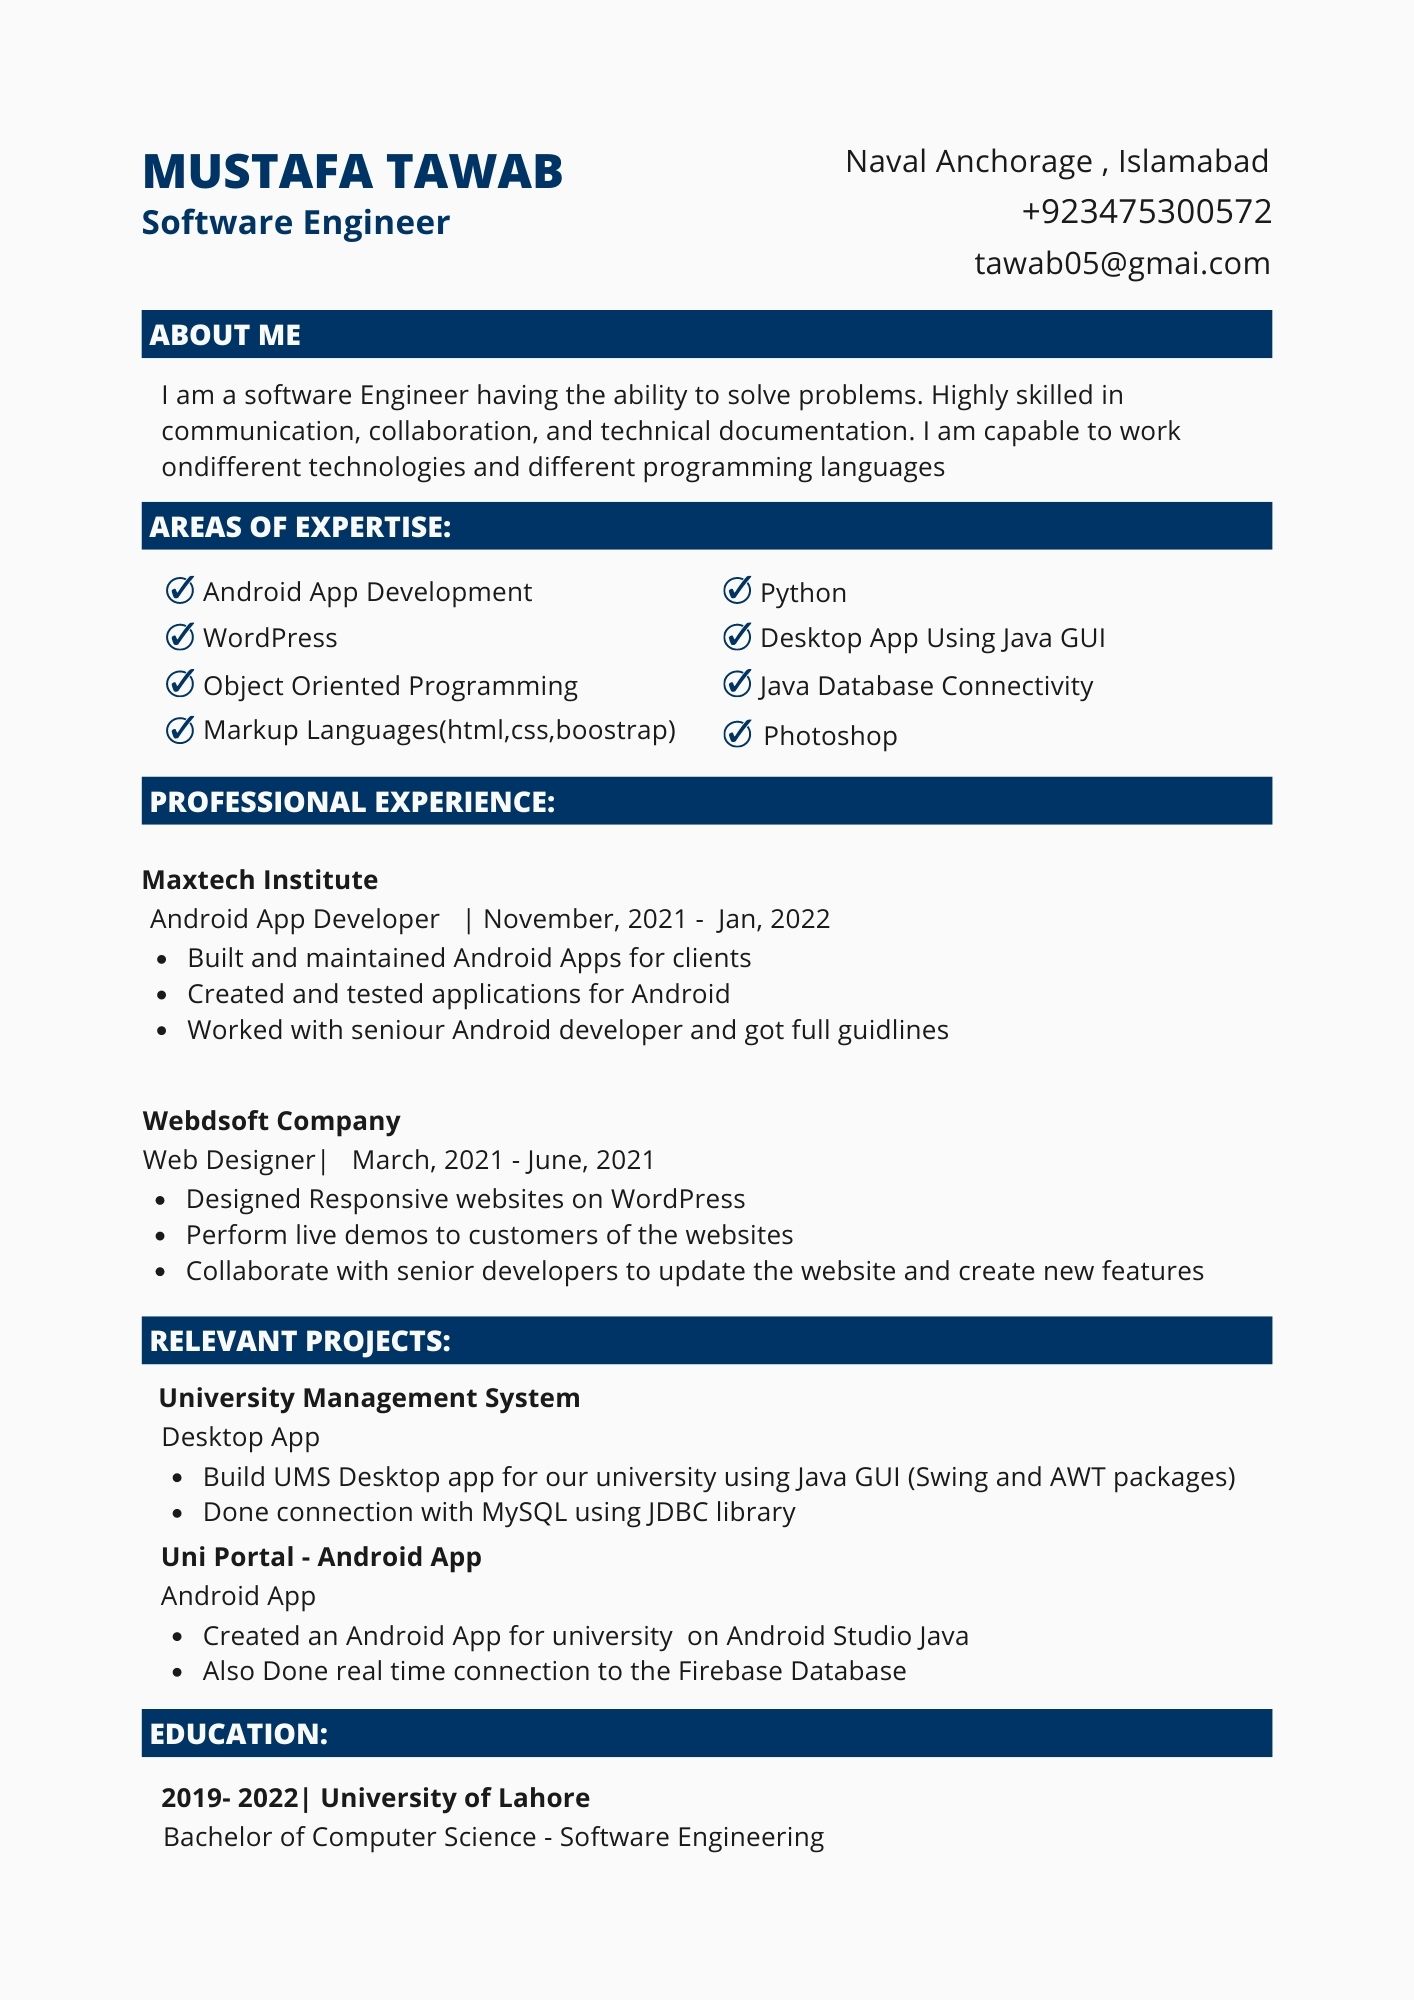 MUSTAFA TAWAB
Software Engineer
Naval Anchorage , Islamabad
+923475300572
tawab05@gmai.com
ABOUT ME
I am a software Engineer having the ability to solve problems. Highly skilled in
communication, collaboration, and technical documentation. I am capable to work
ondifferent technologies and different programming languages
AREAS OF EXPERTISE:
Android App Development
WordPress
Object Oriented Programming
Markup Languages(html,css,boostrap)
Python
Desktop App Using Java GUI
Java Database Connectivity
Photoshop
PROFESSIONAL EXPERIENCE:
Maxtech Institute
Android App Developer | November, 2021 - Jan, 2022
• Built and maintained Android Apps for clients
• Created and tested applications for Android
• Worked with seniour Android developer and got full guidlines
Webdsoft Company
Web Designer| March, 2021 - June, 2021
• Designed Responsive websites on WordPress
• Perform live demos to customers of the websites
• Collaborate with senior developers to update the website and create new features
RELEVANT PROJECTS:
University Management System
Desktop App
• Build UMS Desktop app for our university using Java GUI (Swing and AWT packages)
• Done connection with MySQL using JDBC library
Uni Portal - Android App
Android App
• Created an Android App for university on Android Studio Java
• Also Done real time connection to the Firebase Database
EDUCATION:
2019- 2022| University of Lahore
Bachelor of Computer Science - Software Engineering